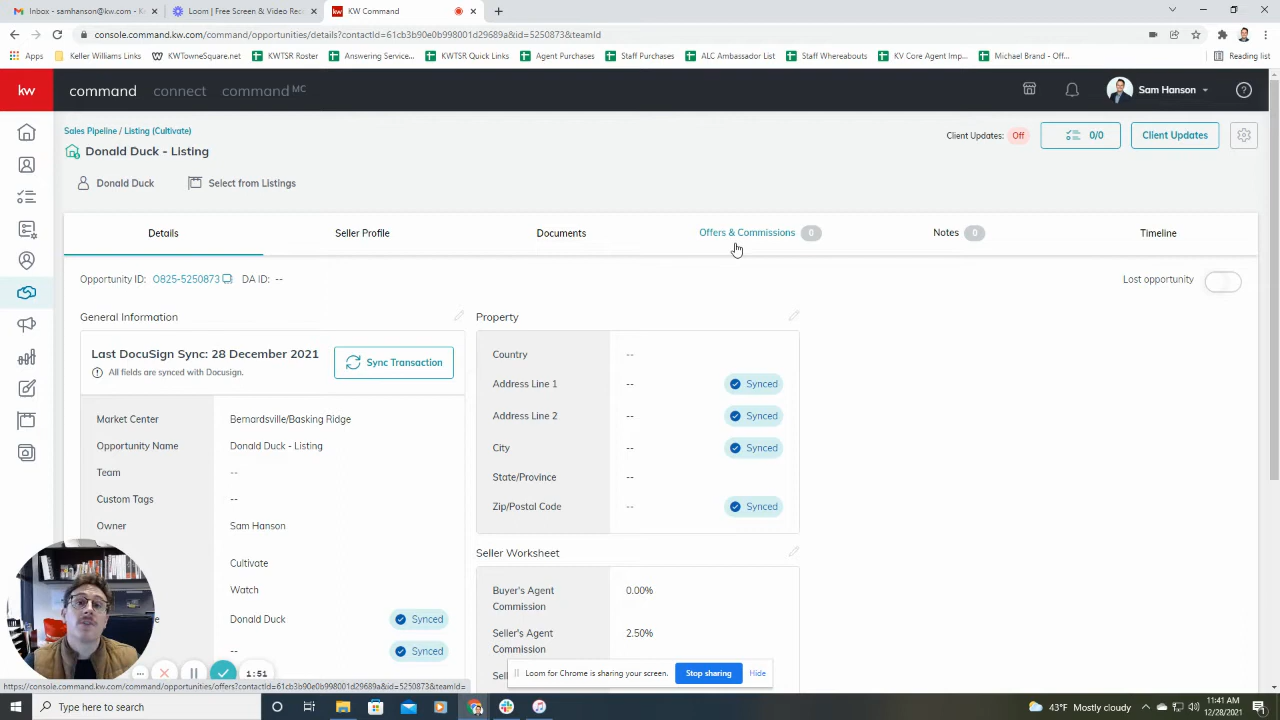 Inbox - samhanson@kw.com - K
Loom | Free Screen & Video Rec
KW Command
console.command.kw.com/command/opportunities/details?contactId=61cb3b90e0b998001d29689a&id=5250873&teamId
Apps
Keller Williams Links
KWTowneSquare.net
KWTSR Roster
Answering Service...
KWTSR Quick Links
Agent Purchases
Staff Purchases
ALC Ambassador List
Staff Whereabouts
KV Core Agent Imp...
Michael Brand - Off...
Reading list
kw
command
connect
command MC
Sam Hanson
Sales Pipeline / Listing (Cultivate)
Donald Duck - Listing
Client Updates: Off
0/0
Client Updates
Donald Duck
Select from Listings
Details
Seller Profile
Documents
Offers & Commissions 0
Notes 0
Timeline
Opportunity ID: O825-5250873
DA ID: --
Lost opportunity
General Information
Last DocuSign Sync: 28 December 2021
All fields are synced with Docusign.
Sync Transaction
Market Center Bernardsville/Basking Ridge
Opportunity Name Donald Duck - Listing
Team --
Custom Tags --
Owner Sam Hanson
Cultivate
Watch
Donald Duck Synced
-- Synced
Property
Country --
Address Line 1 -- Synced
Address Line 2 -- Synced
City -- Synced
State/Province --
Zip/Postal Code -- Synced
Seller Worksheet
Buyer's Agent 0.00%
Commission
Seller's Agent 2.50%
Commission
1:51
Loom for Chrome is sharing your screen.
Stop sharing
Hide
https://console.command.kw.com/command/opportunities/offers?contactId=61cb3b90e0b998001d29689a&id=5250873&teamId=
Type here to search
43°F Mostly cloudy
11:41 AM
12/28/2021